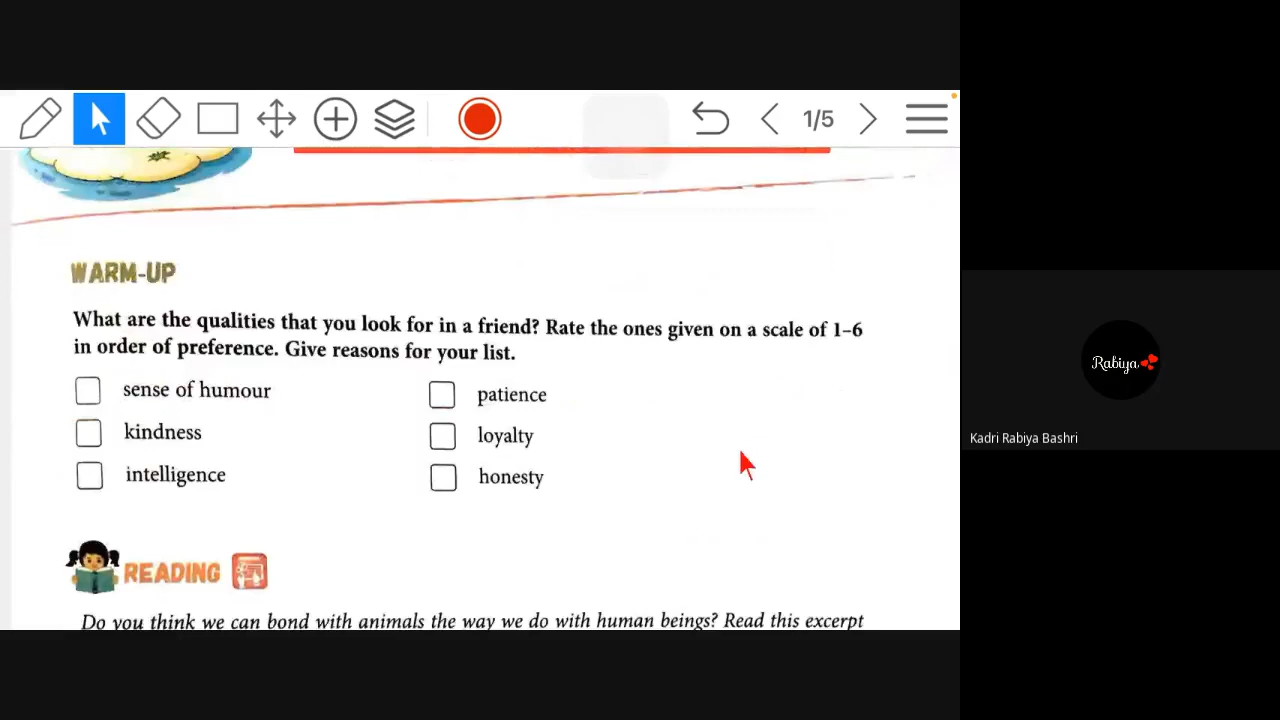 1/5
WARM-UP
What are the qualities that you look for in a friend? Rate the ones given on a scale of 1–6
in order of preference. Give reasons for your list.
sense of humour
patience
kindness
loyalty
intelligence
honesty
READING
Do you think we can bond with animals the way we do with human beings? Read this excerpt
Rabiya
Kadri Rabiya Bashri